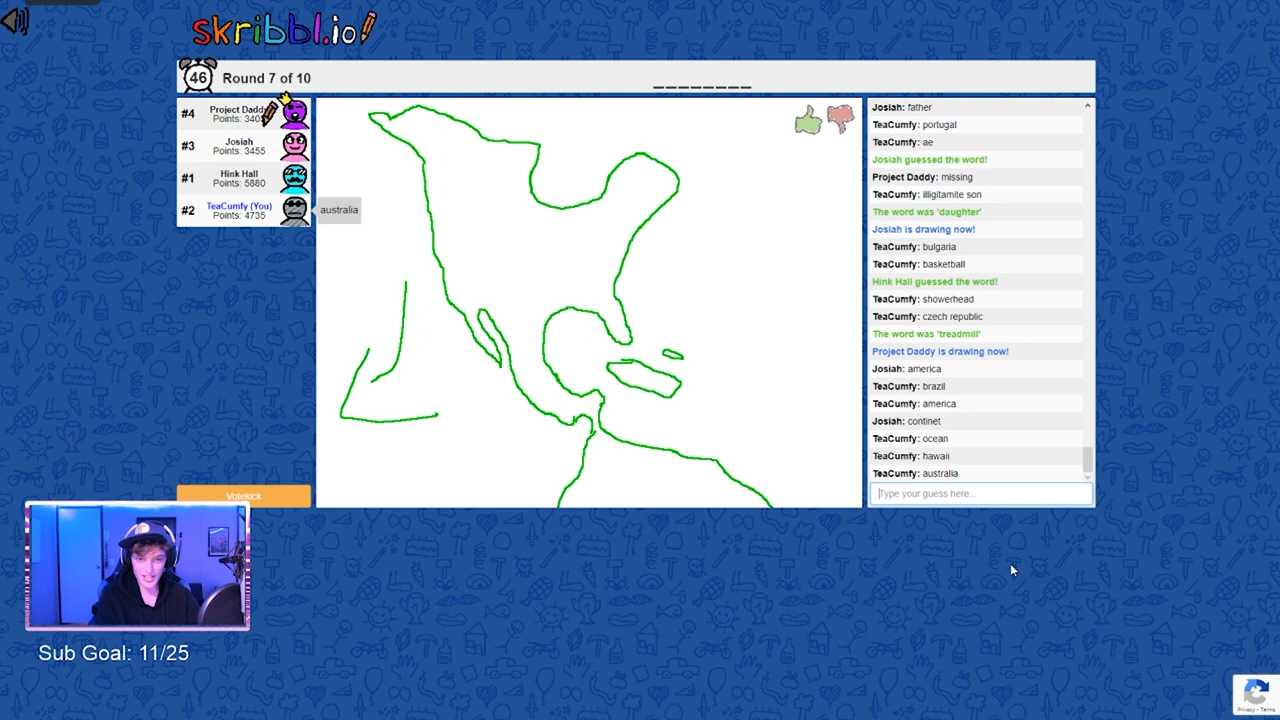 skribbl.io
46
Round 7 of 10
________
#4
Project Daddy
Points: 3405
#3
Josiah
Points: 3455
#1
Hink Hall
Points: 5880
#2
TeaCumfy (You)
Points: 4735
australia
Votekick
Josiah: father
TeaCumfy: portugal
TeaCumfy: ae
Josiah guessed the word!
Project Daddy: missing
TeaCumfy: illigitamite son
The word was 'daughter'
Josiah is drawing now!
TeaCumfy: bulgaria
TeaCumfy: basketball
Hink Hall guessed the word!
TeaCumfy: showerhead
TeaCumfy: czech republic
The word was 'treadmill'
Project Daddy is drawing now!
Josiah: america
TeaCumfy: brazil
TeaCumfy: america
Josiah: continet
TeaCumfy: ocean
TeaCumfy: hawaii
TeaCumfy: australia
Type your guess here...
Sub Goal: 11/25
Privacy - Terms